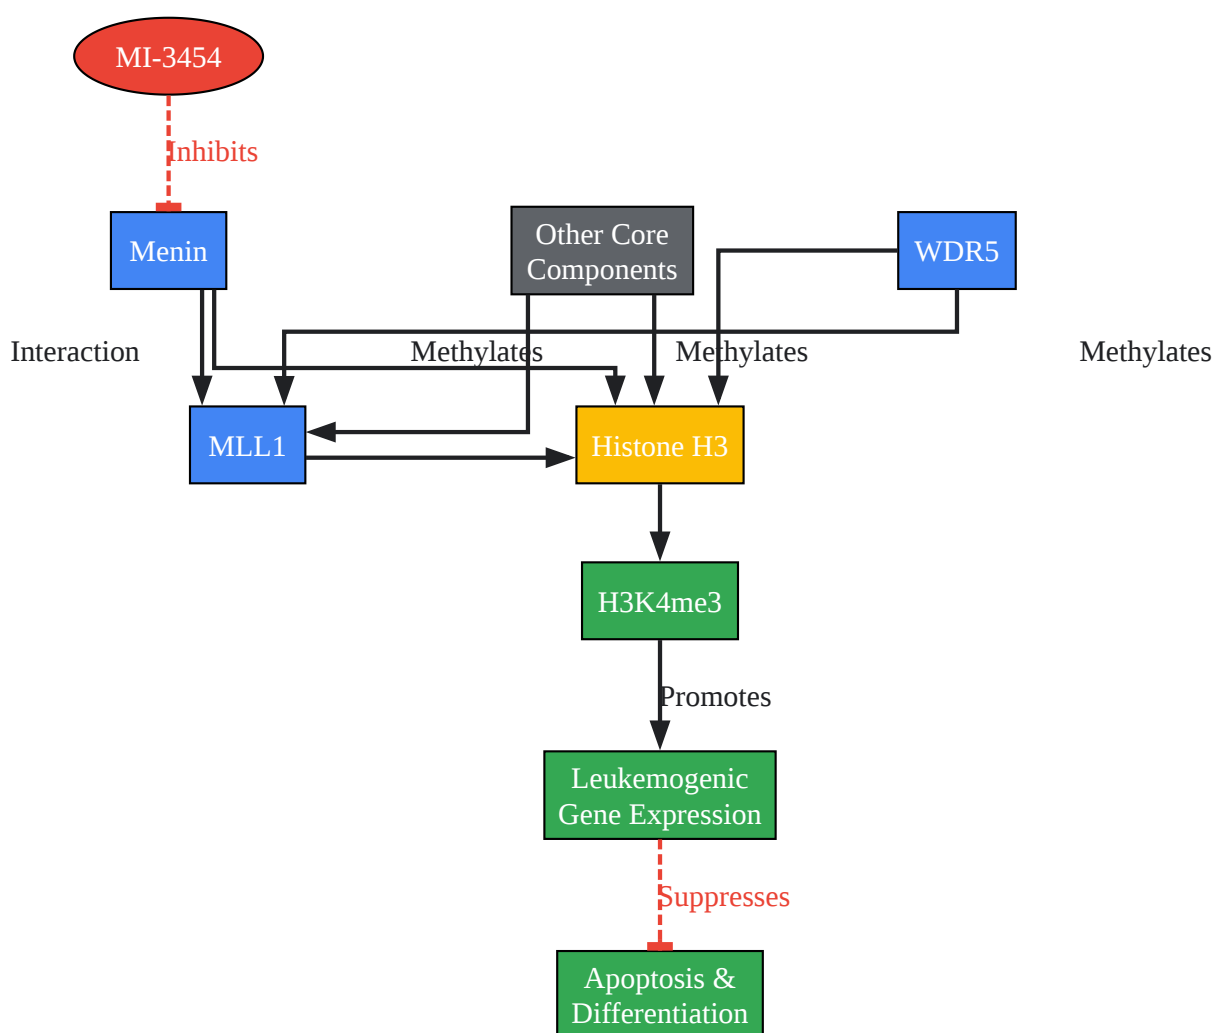 MI-3454
Inhibits
Menin
Other Core
Components
WDR5
Interaction
Methylates
Methylates
Methylates
MLL1
Histone H3
H3K4me3
Promotes
Leukemogenic
Gene Expression
Suppresses
Apoptosis &
Differentiation